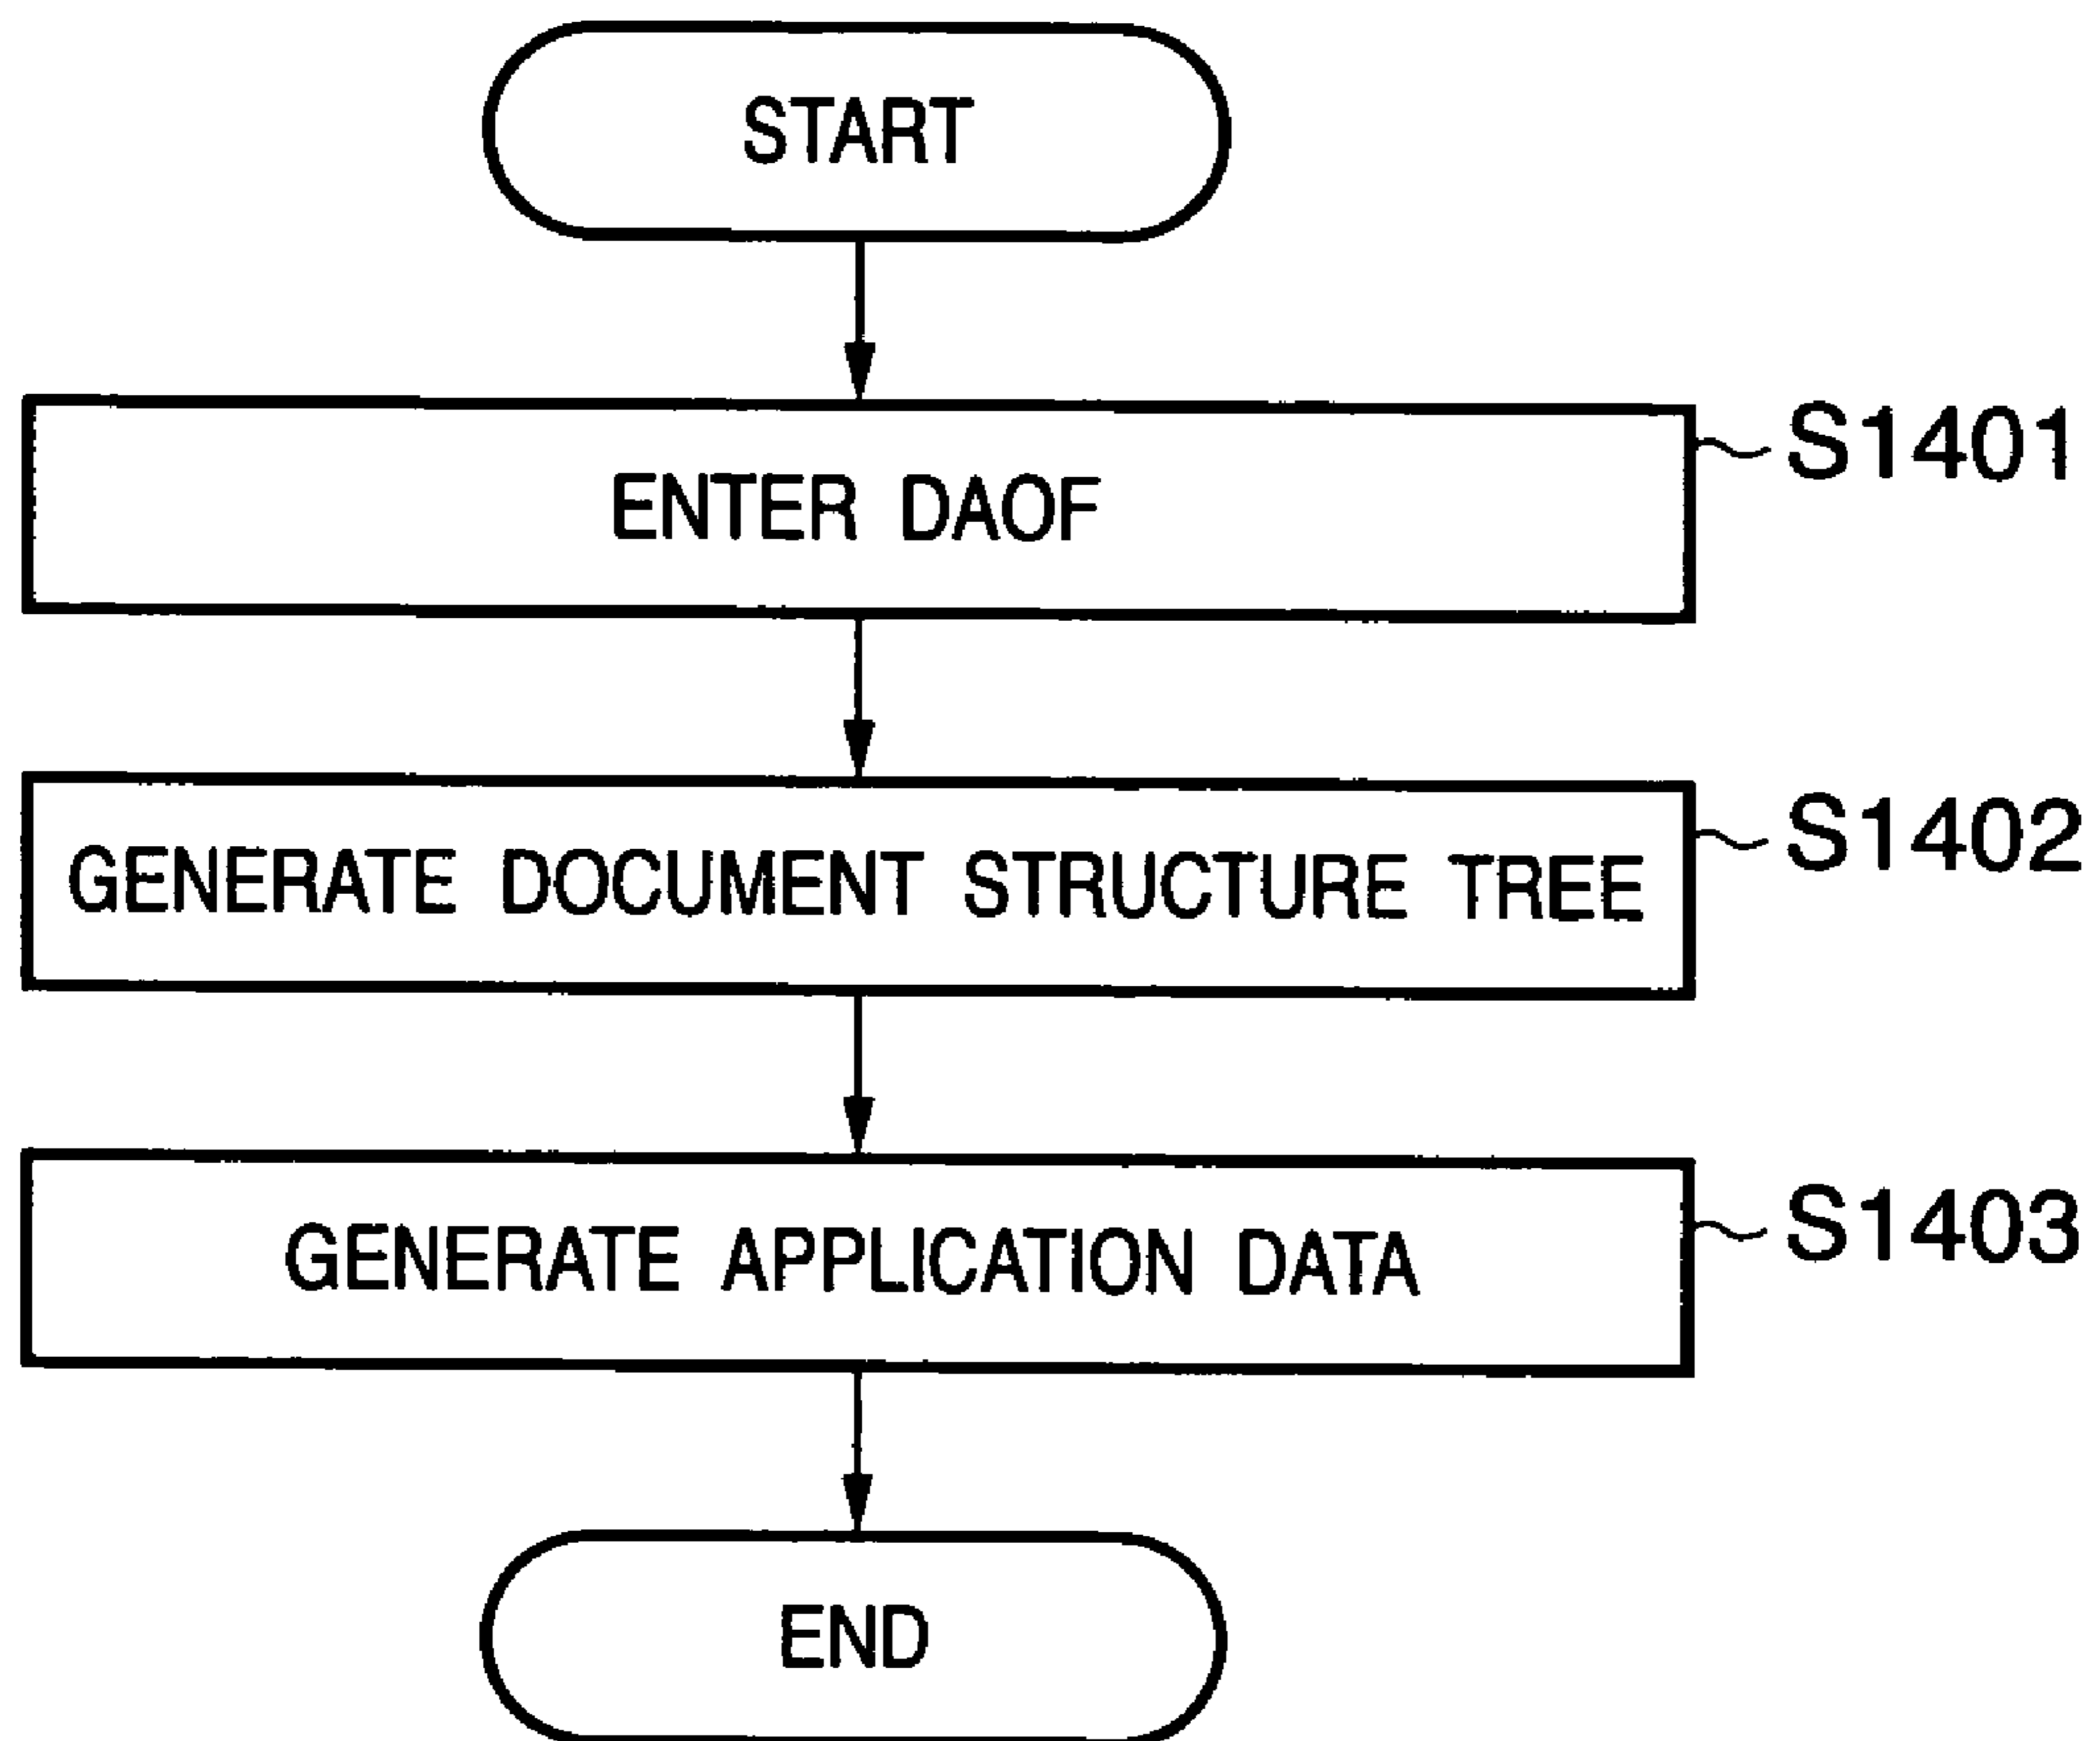 START
ENTER DAOF
S1401
GENERATE DOCUMENT STRUCTURE TREE
S1402
GENERATE APPLICATION DATA
S1403
END